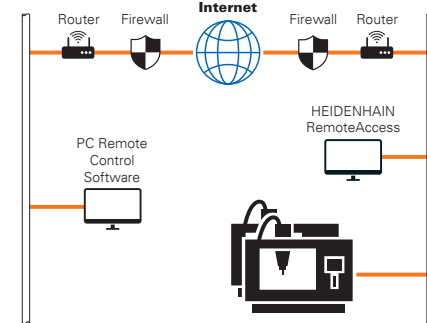 Internet
Router
Firewall
Firewall
Router
HEIDENHAIN
RemoteAccess
PC Remote
Control
Software